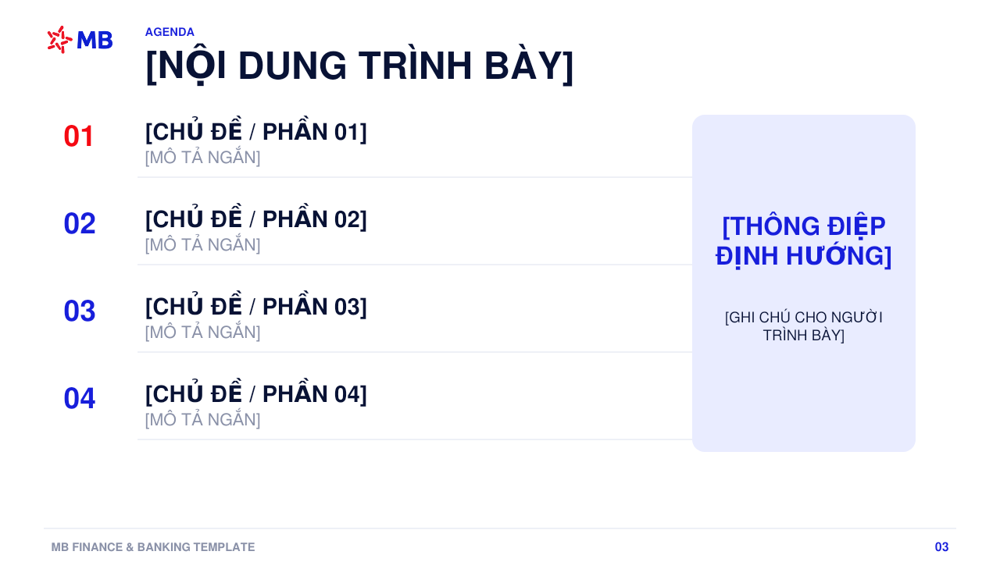 MB
AGENDA
[NỘI DUNG TRÌNH BÀY]
01
[CHỦ ĐỀ / PHẦN 01]
[MÔ TẢ NGẮN]
02
[CHỦ ĐỀ / PHẦN 02]
[MÔ TẢ NGẮN]
03
[CHỦ ĐỀ / PHẦN 03]
[MÔ TẢ NGẮN]
04
[CHỦ ĐỀ / PHẦN 04]
[MÔ TẢ NGẮN]
[THÔNG ĐIỆP
ĐỊNH HƯỚNG]
[GHI CHÚ CHO NGƯỜI
TRÌNH BÀY]
MB FINANCE & BANKING TEMPLATE
03